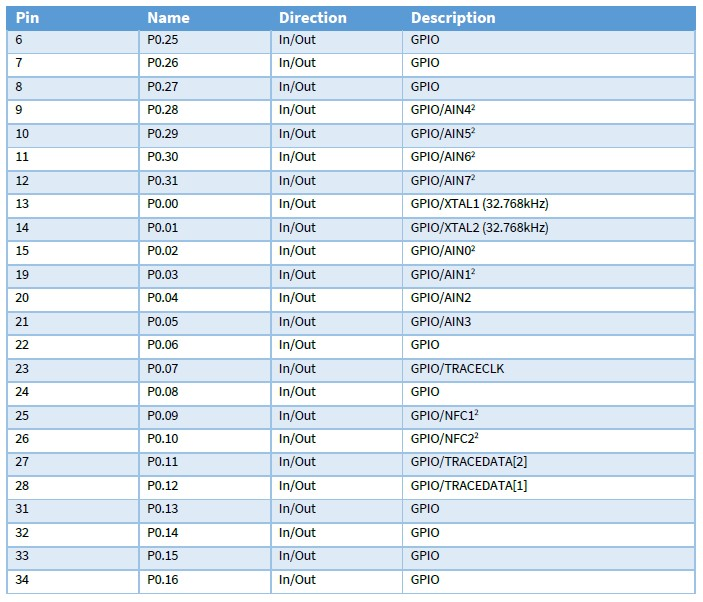 Pin Name Direction Description
6 P0.25 In/Out GPIO
7 P0.26 In/Out GPIO
8 P0.27 In/Out GPIO
9 P0.28 In/Out GPIO/AIN4²
10 P0.29 In/Out GPIO/AIN5²
11 P0.30 In/Out GPIO/AIN6²
12 P0.31 In/Out GPIO/AIN7²
13 P0.00 In/Out GPIO/XTAL1 (32.768kHz)
14 P0.01 In/Out GPIO/XTAL2 (32.768kHz)
15 P0.02 In/Out GPIO/AIN0²
19 P0.03 In/Out GPIO/AIN1²
20 P0.04 In/Out GPIO/AIN2
21 P0.05 In/Out GPIO/AIN3
22 P0.06 In/Out GPIO
23 P0.07 In/Out GPIO/TRACECLK
24 P0.08 In/Out GPIO
25 P0.09 In/Out GPIO/NFC1²
26 P0.10 In/Out GPIO/NFC2²
27 P0.11 In/Out GPIO/TRACEDATA[2]
28 P0.12 In/Out GPIO/TRACEDATA[1]
31 P0.13 In/Out GPIO
32 P0.14 In/Out GPIO
33 P0.15 In/Out GPIO
34 P0.16 In/Out GPIO